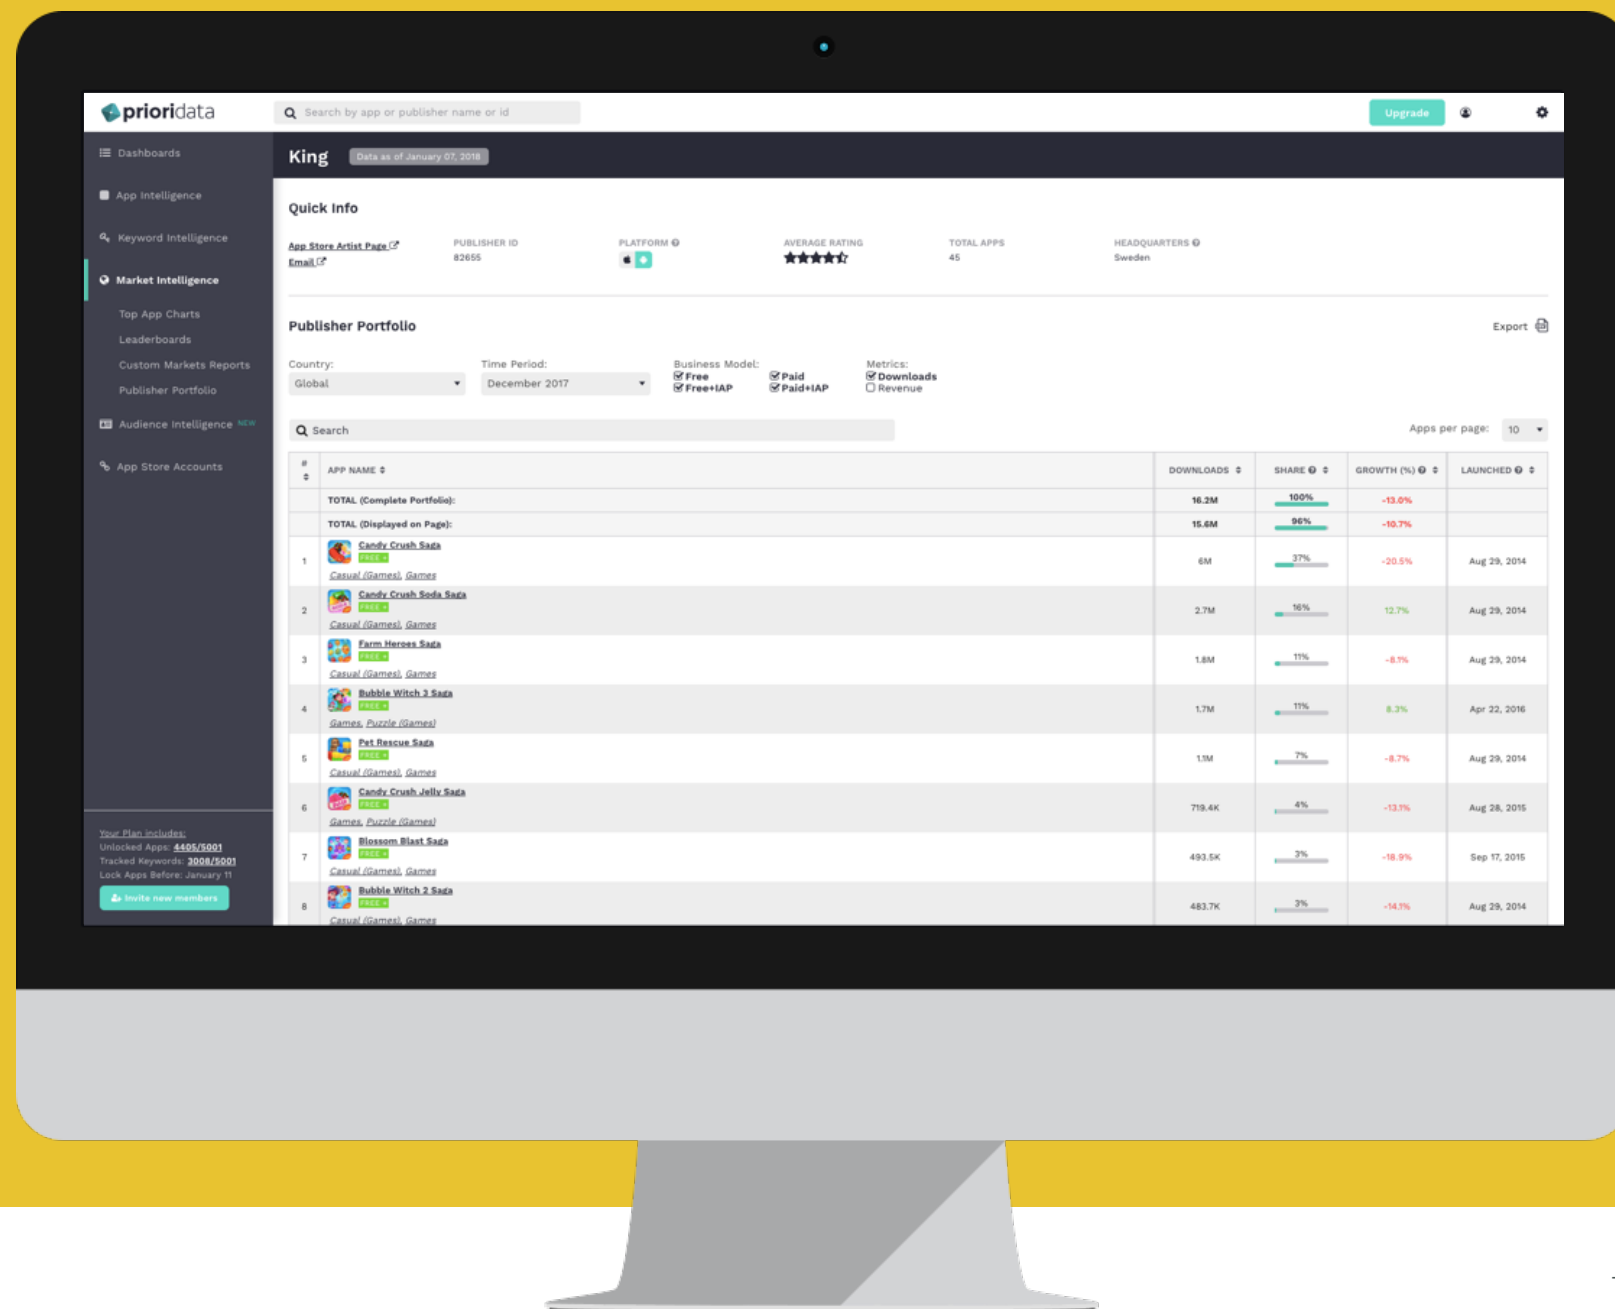 prioridata
Search by app or publisher name or id
Upgrade
Dashboards
App Intelligence
Keyword Intelligence
Market Intelligence
Top App Charts
Leaderboards
Custom Markets Reports
Publisher Portfolio
Audience Intelligence NEW
App Store Accounts
Your Plan includes:
Unlocked Apps: 4405/5001
Tracked Keywords: 3008/5001
Lock Apps Before: January 11
Invite new members
King Data as of January 07, 2018
Quick Info
App Store Artist Page
Email
PUBLISHER ID
82655
PLATFORM
AVERAGE RATING
TOTAL APPS
45
HEADQUARTERS
Sweden
Publisher Portfolio
Export
Country:
Global
Time Period:
December 2017
Business Model:
Free Paid
Free+IAP Paid+IAP
Metrics:
Downloads
Revenue
Search
Apps per page: 10
# APP NAME DOWNLOADS SHARE GROWTH (%) LAUNCHED
TOTAL (Complete Portfolio): 16.2M 100% -13.0%
TOTAL (Displayed on Page): 15.6M 96% -10.7%
Candy Crush Saga
FREE +
1 6M 37% -20.5% Aug 29, 2014
Casual (Games), Games
Candy Crush Soda Saga
FREE +
2 2.7M 16% 12.7% Aug 29, 2014
Casual (Games), Games
Farm Heroes Saga
FREE +
3 1.8M 11% -8.1% Aug 29, 2014
Casual (Games), Games
Bubble Witch 3 Saga
FREE +
4 1.7M 11% 8.3% Apr 22, 2016
Games, Puzzle (Games)
Pet Rescue Saga
FREE +
5 1.1M 7% -8.7% Aug 29, 2014
Casual (Games), Games
Candy Crush Jelly Saga
FREE +
6 719.4K 4% -13.1% Aug 28, 2015
Games, Puzzle (Games)
Blossom Blast Saga
FREE +
7 493.5K 3% -18.9% Sep 17, 2015
Casual (Games), Games
Bubble Witch 2 Saga
FREE +
8 483.7K 3% -14.1% Aug 29, 2014
Casual (Games), Games